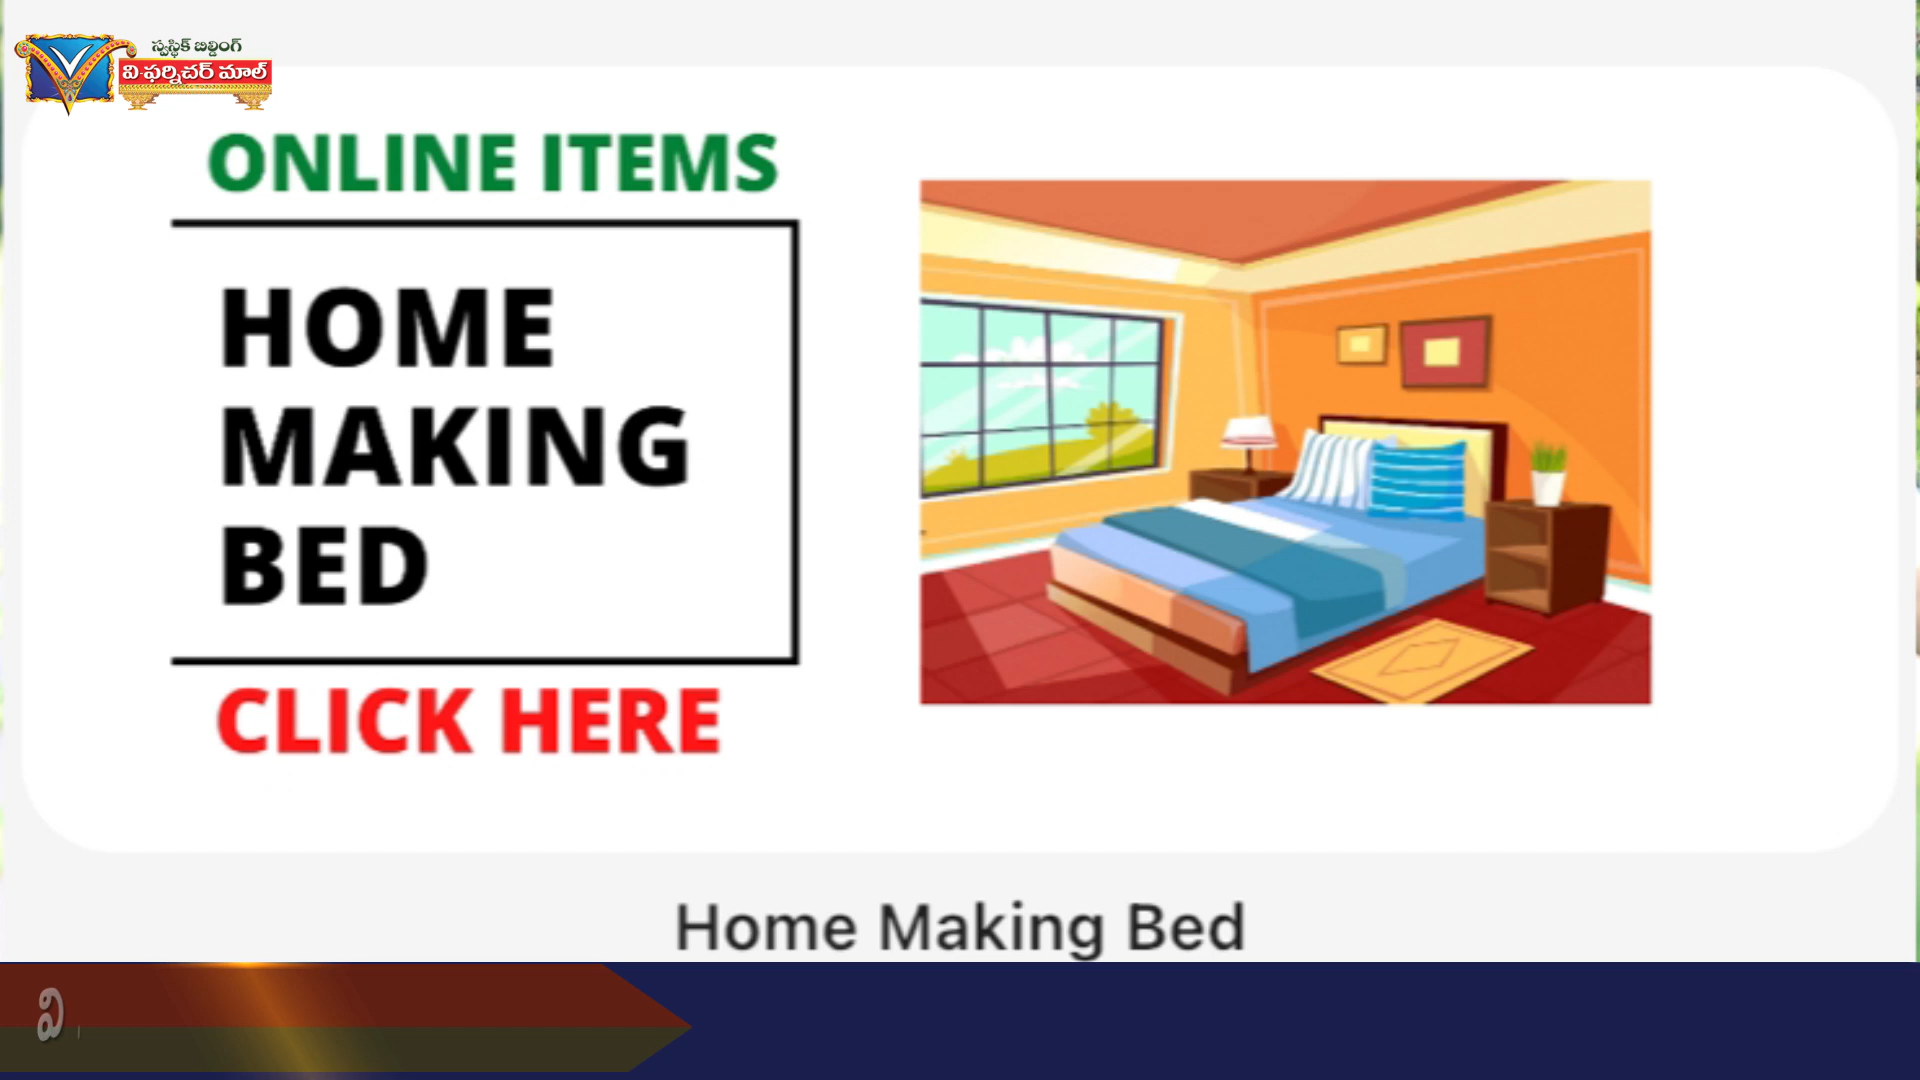 స్వస్థిక్ బిల్డింగ్
వి-ఫర్నిచర్ మాల్
ONLINE ITEMS
HOME
MAKING
BED
CLICK HERE
Home Making Bed
వి